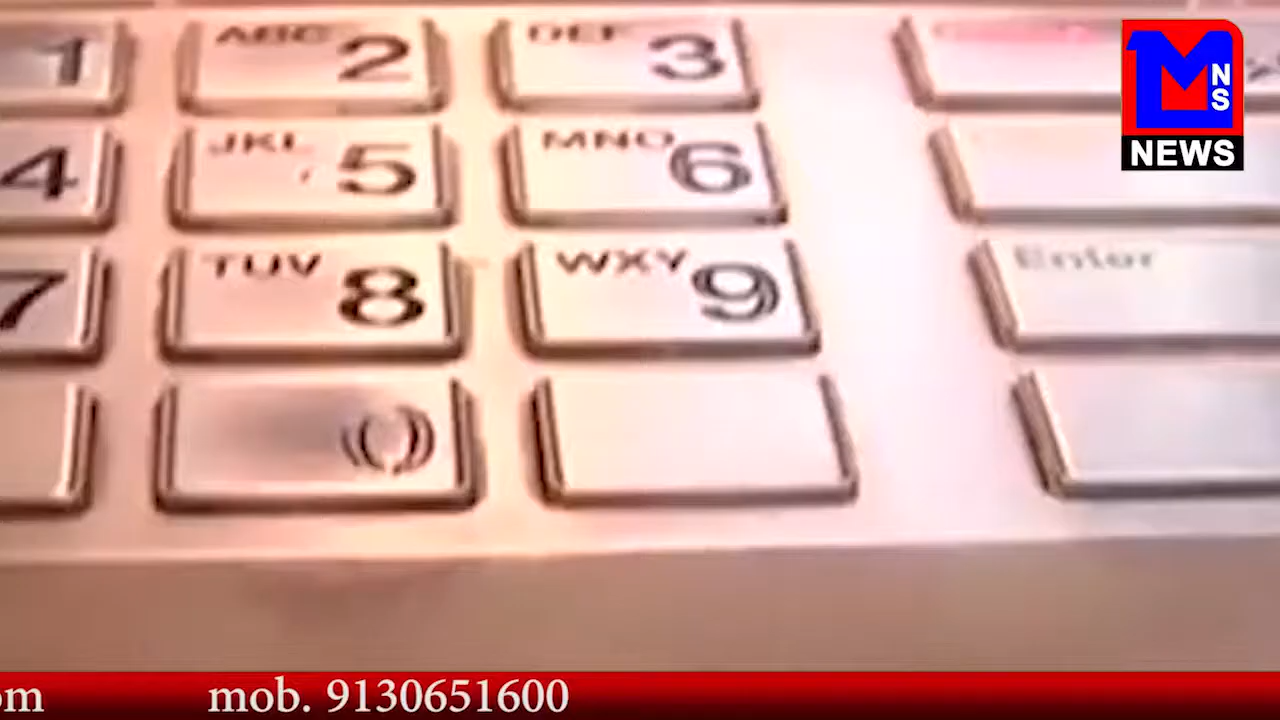 1 ABC 2 DEF 3
4 JKL 5 MNO 6
7 TUV 8 WXY 9
Enter
0
M
NS
NEWS
om mob. 9130651600